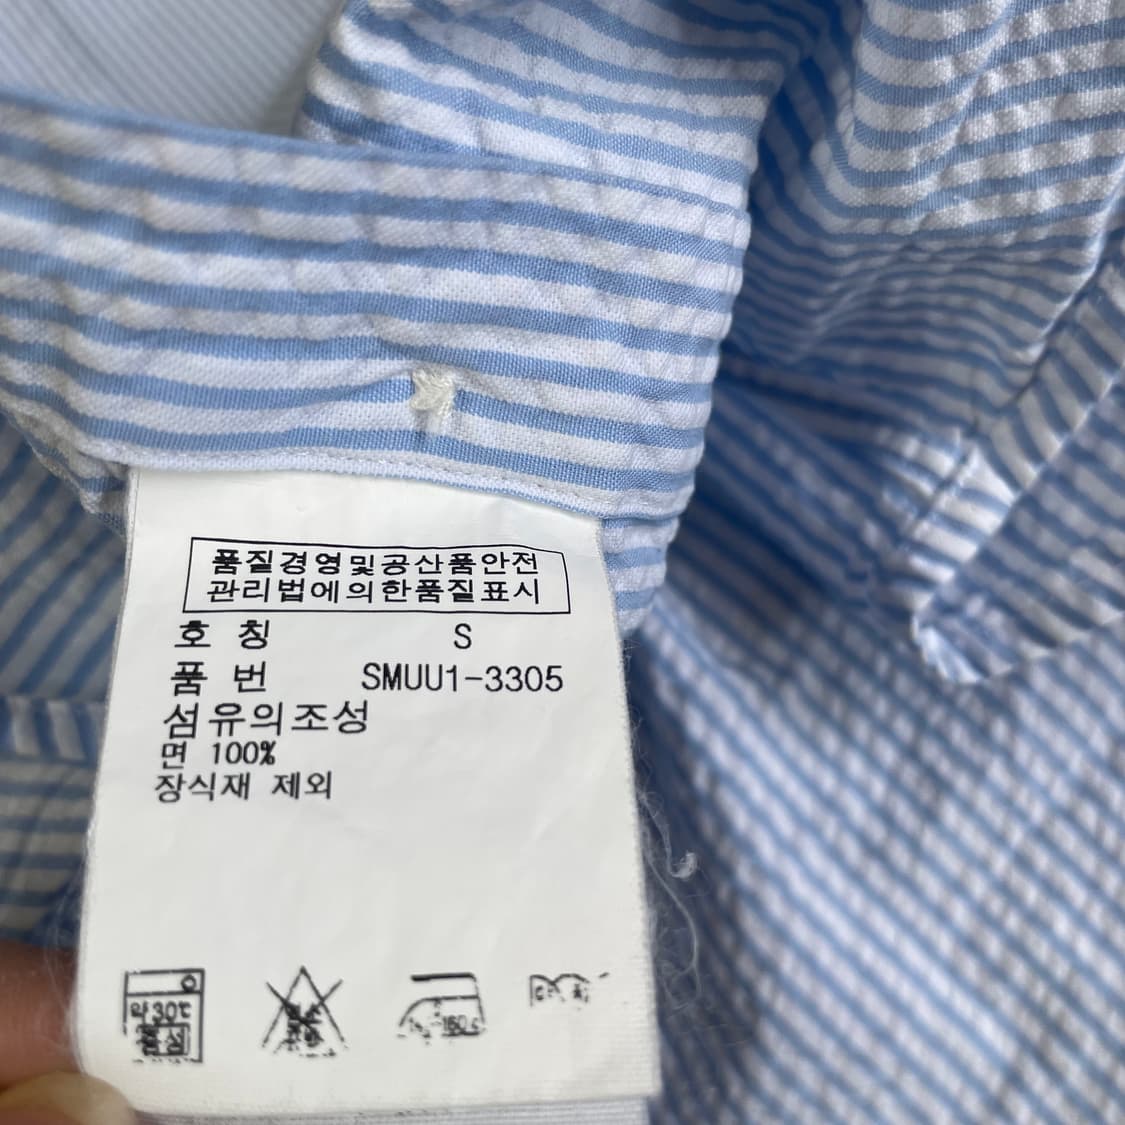 품질경영및공산품안전
관리법에의한품질표시
호 칭 S
품 번 SMUU1-3305
섬유의조성
면 100%
장식재 제외
약30℃
중성